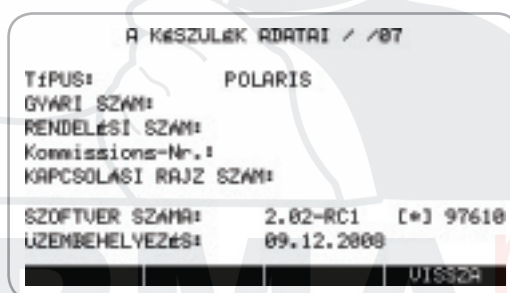 A KéSZULéK ADATAI / /07
TíPUS: POLARIS
GYARI SZAM:
RENDELéSI SZAM:
Kommissions-Nr.:
KAPCSOLASI RAJZ SZAM:
SZOFTVER SZAMA: 2.02-RC1 [*] 97610
üZEMBEHELYEZéS: 09.12.2008
VISSZA